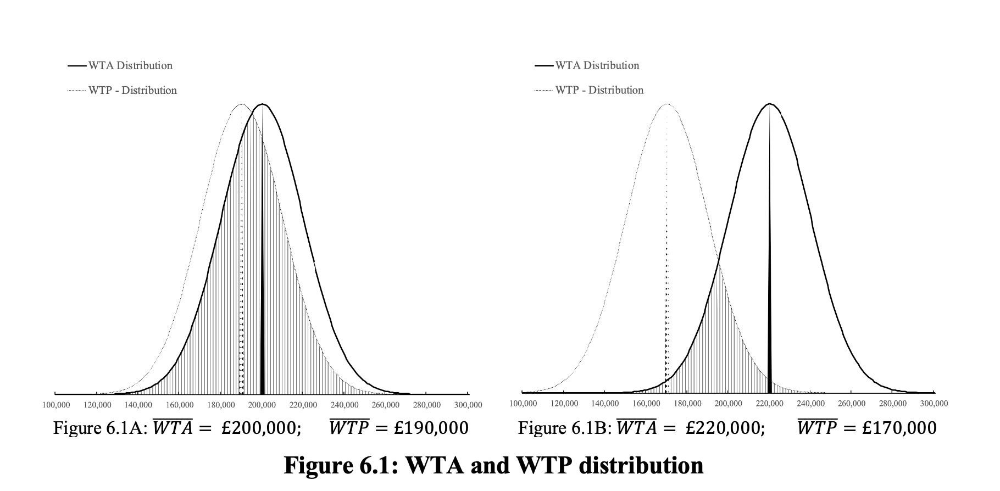 WTA Distribution
WTP - Distribution
100,000 120,000 140,000 160,000 180,000 200,000 220,000 240,000 260,000 280,000 300,000
Figure 6.1A: WTA = £200,000; WTP = £190,000
WTA Distribution
WTP - Distribution
100,000 120,000 140,000 160,000 180,000 200,000 220,000 240,000 260,000 280,000 300,000
Figure 6.1B: WTA = £220,000; WTP = £170,000
Figure 6.1: WTA and WTP distribution